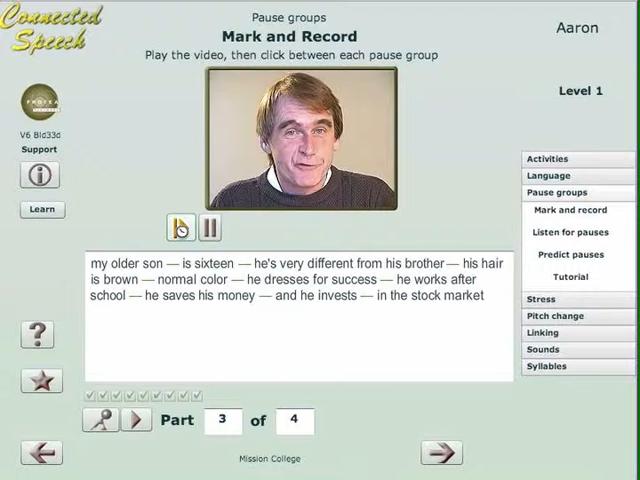 Connected
Speech
Pause groups
Mark and Record
Play the video, then click between each pause group
Aaron
Level 1
PROTEA
V6 Bld33d
Support
Learn
my older son — is sixteen — he's very different from his brother — his hair
is brown — normal color — he dresses for success — he works after
school — he saves his money — and he invests — in the stock market
Activities
Language
Pause groups
Mark and record
Listen for pauses
Predict pauses
Tutorial
Stress
Pitch change
Linking
Sounds
Syllables
?
Part 3 of 4
Mission College